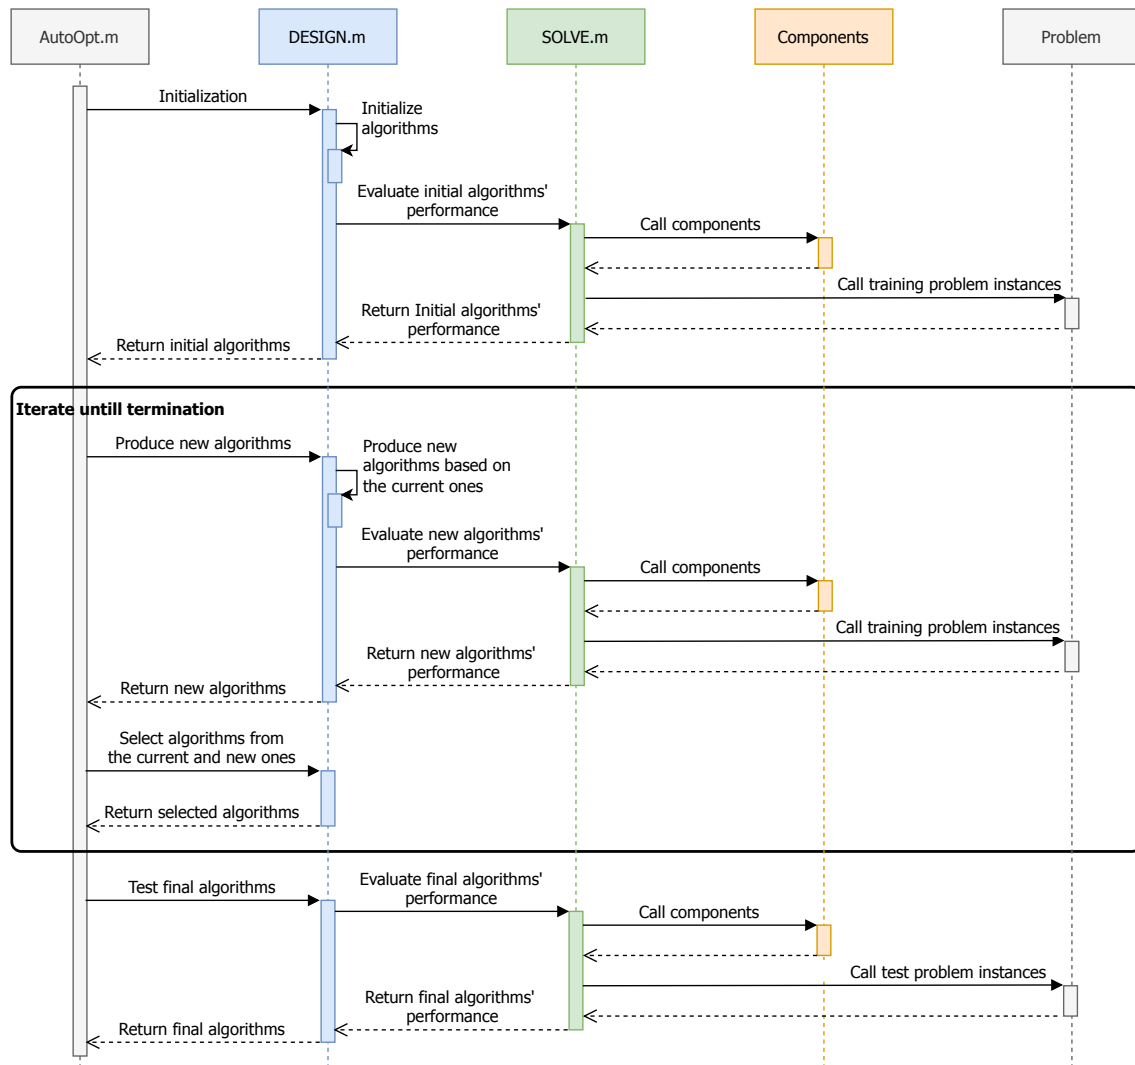 AutoOpt.m
DESIGN.m
SOLVE.m
Components
Problem
Initialization
Initialize
algorithms
Evaluate initial algorithms'
performance
Call components
Call training problem instances
Return Initial algorithms'
performance
Return initial algorithms
Iterate untill termination
Produce new algorithms
Produce new
algorithms based on
the current ones
Evaluate new algorithms'
performance
Call components
Call training problem instances
Return new algorithms'
performance
Return new algorithms
Select algorithms from
the current and new ones
Return selected algorithms
Test final algorithms
Evaluate final algorithms'
performance
Call components
Call test problem instances
Return final algorithms'
performance
Return final algorithms